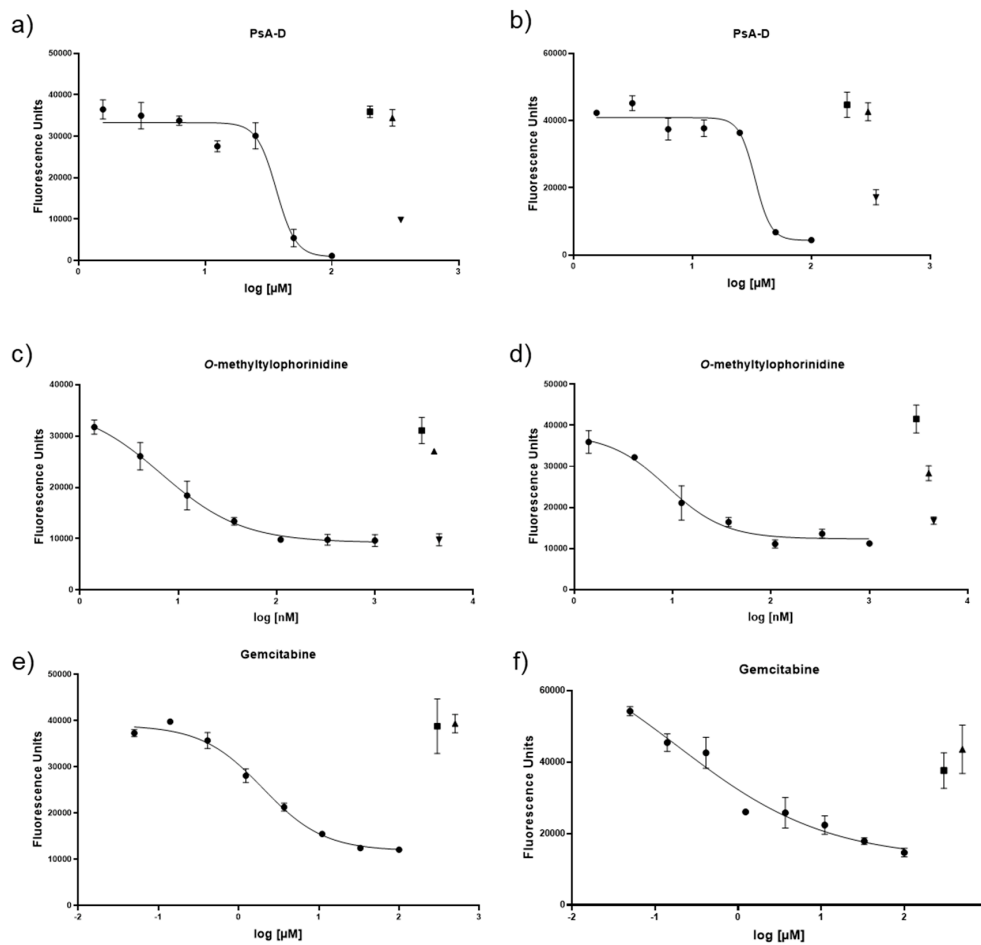 a)
PsA-D
50000
40000
30000
20000
10000
0
Fluorescence Units
0 1 2 3
log [µM]
b)
PsA-D
60000
40000
20000
0
Fluorescence Units
0 1 2 3
log [µM]
c)
O-methyltylophorinidine
40000
30000
20000
10000
0
Fluorescence Units
0 1 2 3 4
log [nM]
d)
O-methyltylophorinidine
50000
40000
30000
20000
10000
0
Fluorescence Units
0 1 2 3 4
log [nM]
e)
Gemcitabine
50000
40000
30000
20000
10000
0
Fluorescence Units
-2 -1 0 1 2 3
log [µM]
f)
Gemcitabine
60000
40000
20000
0
Fluorescence Units
-2 -1 0 1 2
log [µM]